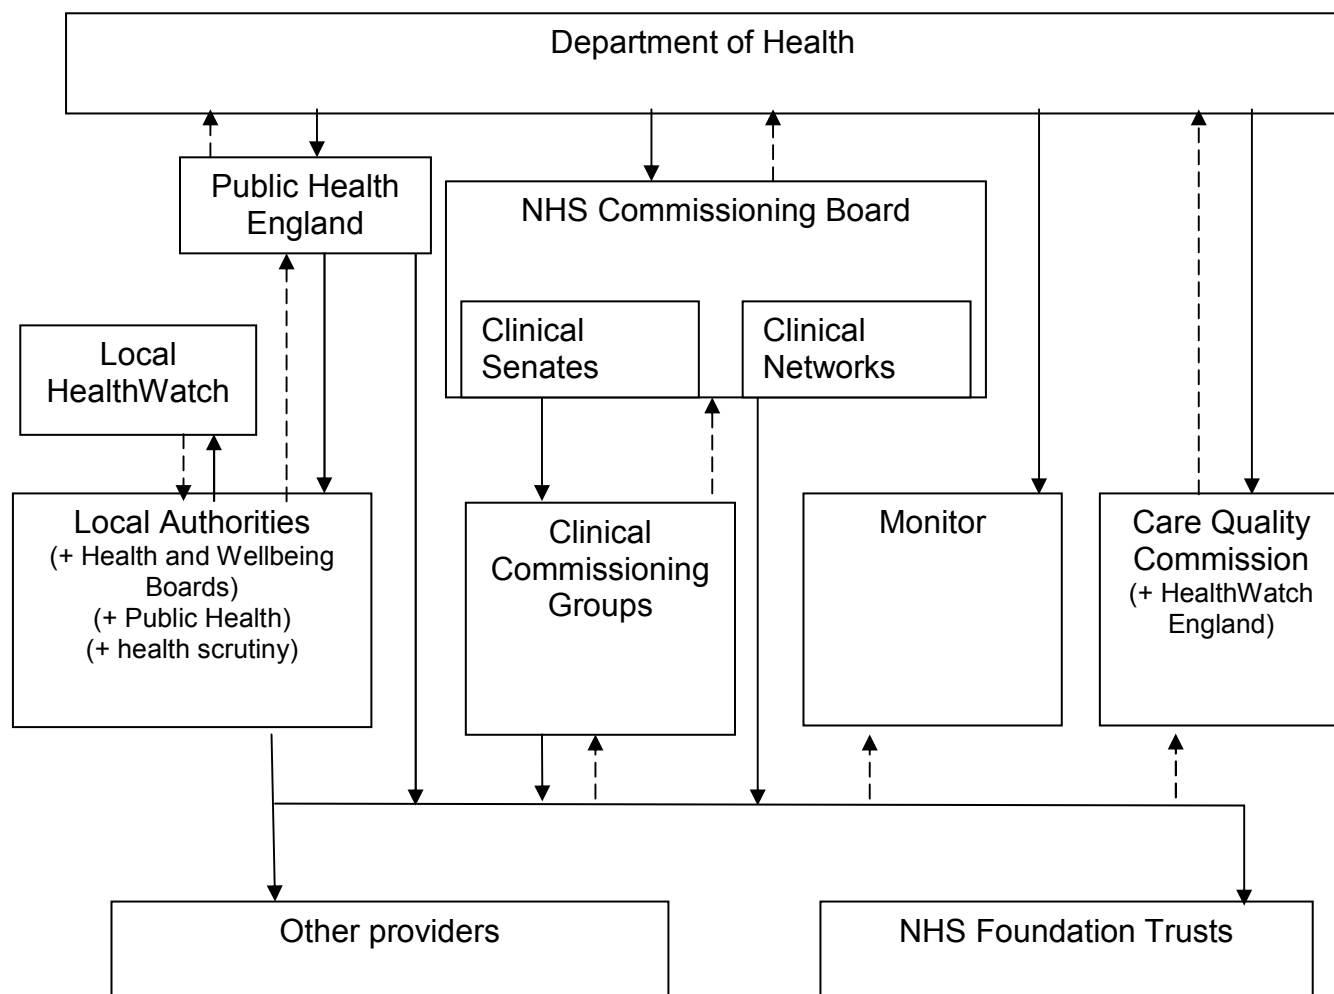 Department of Health
Public Health
England
NHS Commissioning Board
Clinical
Senates
Clinical
Networks
Local
HealthWatch
Local Authorities
(+ Health and Wellbeing
Boards)
(+ Public Health)
(+ health scrutiny)
Clinical
Commissioning
Groups
Monitor
Care Quality
Commission
(+ HealthWatch
England)
Other providers
NHS Foundation Trusts